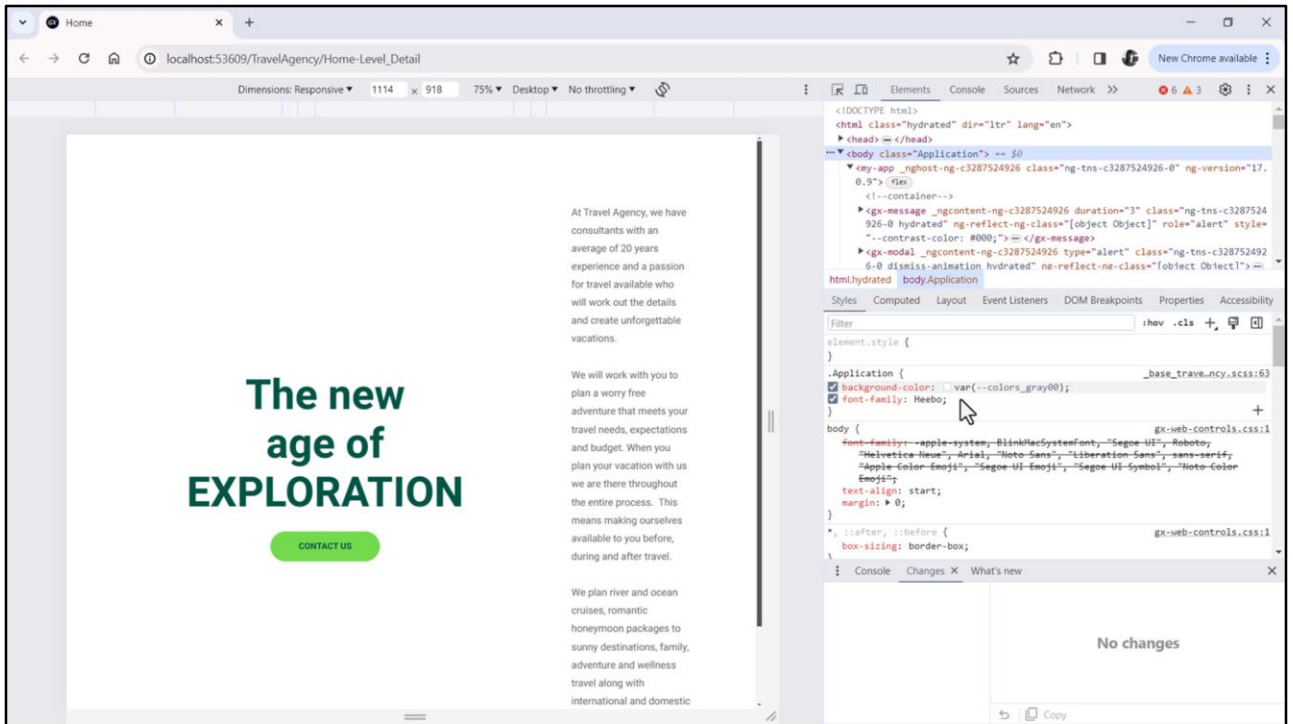 Home
localhost:53609/TravelAgency/Home-Level_Detail
New Chrome available
Dimensions: Responsive ▼ 1114 × 918 75% ▼ Desktop ▼ No throttling ▼
Elements Console Sources Network >> 6 3
At Travel Agency, we have
consultants with an
average of 20 years
experience and a passion
for travel available who
will work out the details
and create unforgettable
vacations.
We will work with you to
plan a worry free
adventure that meets your
travel needs, expectations
and budget. When you
plan your vacation with us
we are there throughout
the entire process. This
means making ourselves
available to you before,
during and after travel.
We plan river and ocean
cruises, romantic
honeymoon packages to
sunny destinations, family,
adventure and wellness
travel along with
international and domestic
The new
age of
EXPLORATION
CONTACT US
<!DOCTYPE html>
<html class="hydrated" dir="ltr" lang="en">
▶ <head> ⋯ </head>
⋯ ▼ <body class="Application"> == $0
▼ <my-app _nghost-ng-c3287524926 class="ng-tns-c3287524926-0" ng-version="17.
0.9"> flex
<!--container-->
▶ <gx-message _ngcontent-ng-c3287524926 duration="3" class="ng-tns-c3287524
926-0 hydrated" ng-reflect-ng-class="[object Object]" role="alert" style=
"--contrast-color: #000;"> ⋯ </gx-message>
▶ <gx-modal _ngcontent-ng-c3287524926 type="alert" class="ng-tns-c328752492
6-0 dismiss-animation hydrated" ng-reflect-ng-class="[object Object]"> ⋯
html.hydrated body.Application
Styles Computed Layout Event Listeners DOM Breakpoints Properties Accessibility
Filter :hov .cls +
element.style {
}
.Application { _base_trave…ncy.scss:63
background-color: var(--colors_gray00);
font-family: Heebo;
}
body { gx-web-controls.css:1
font-family: -apple-system, BlinkMacSystemFont, "Segoe UI", Roboto,
"Helvetica Neue", Arial, "Noto Sans", "Liberation Sans", sans-serif,
"Apple Color Emoji", "Segoe UI Emoji", "Segoe UI Symbol", "Noto Color
Emoji";
text-align: start;
margin: ▶ 0;
}
*, ::after, ::before { gx-web-controls.css:1
box-sizing: border-box;
}
Console Changes × What's new
No changes
Copy